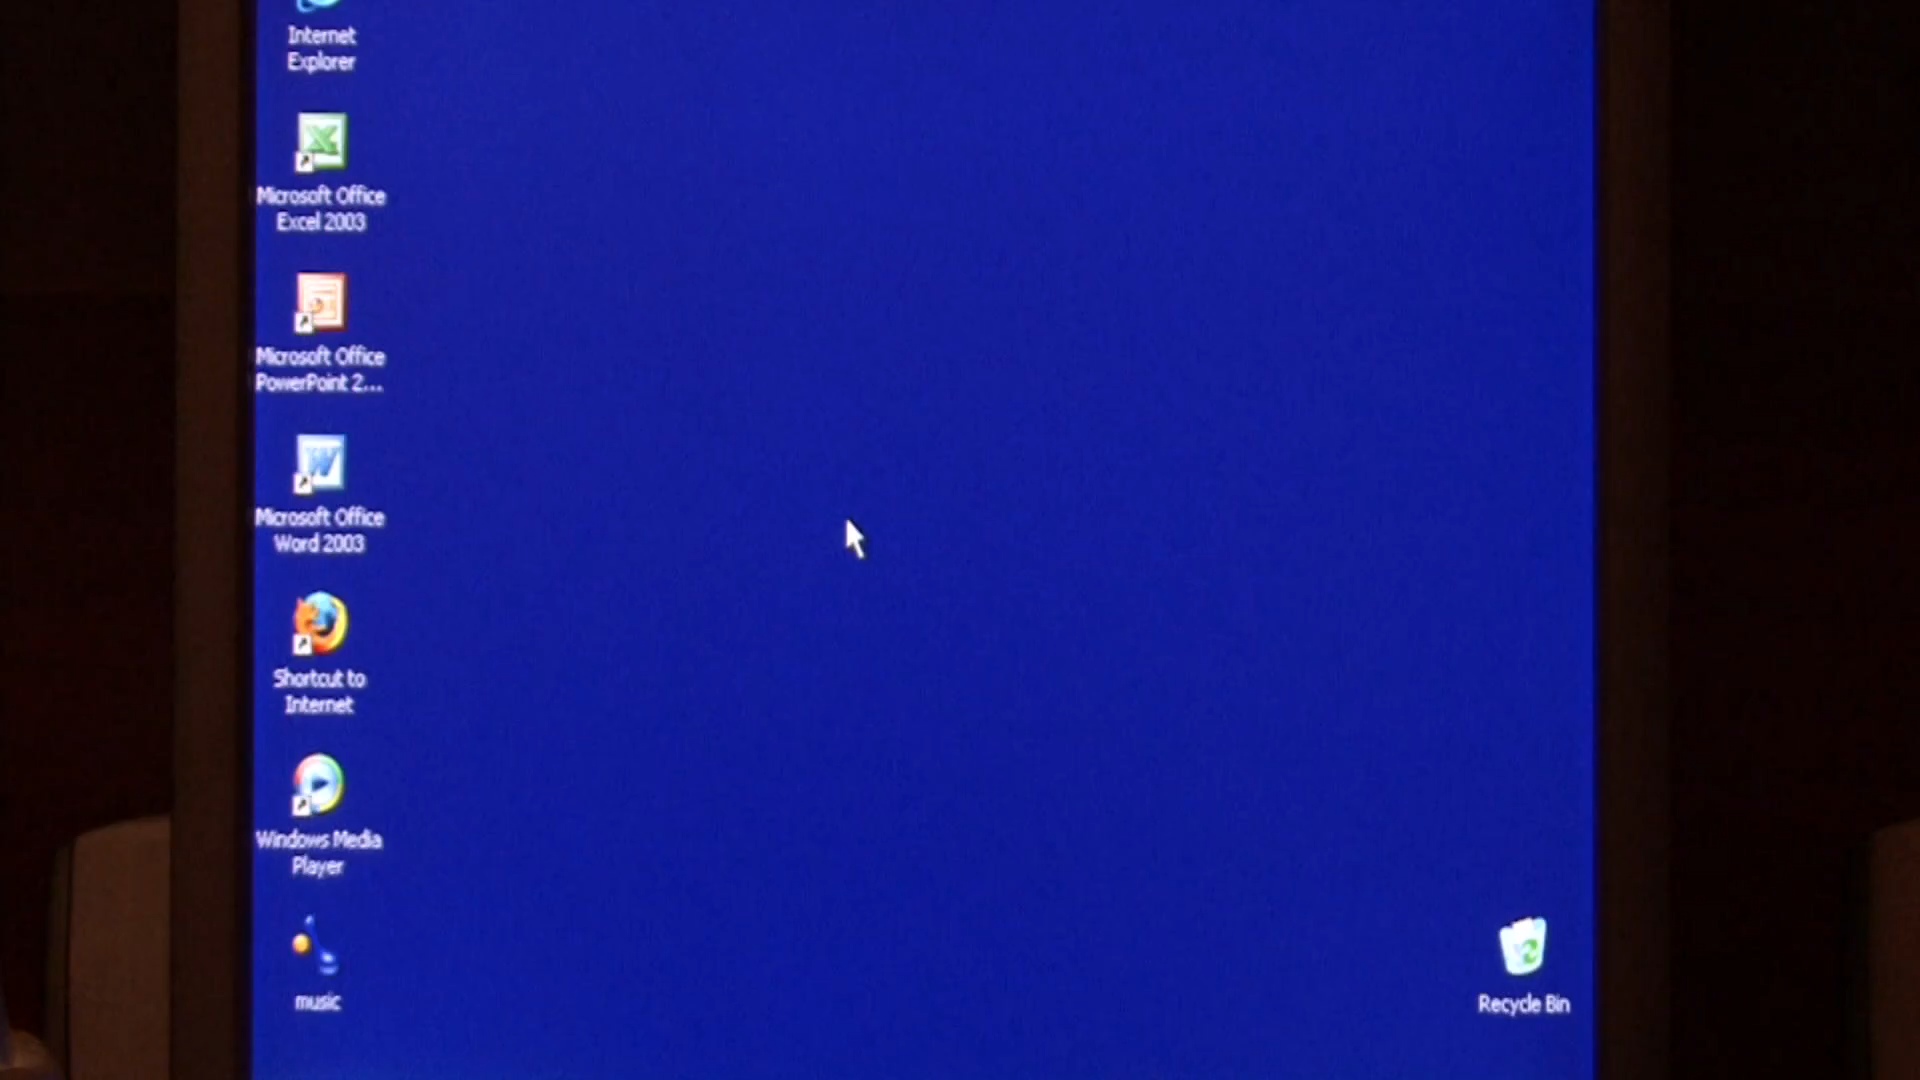 Internet
Explorer
Microsoft Office
Excel 2003
Microsoft Office
PowerPoint 2...
Microsoft Office
Word 2003
Shortcut to
Internet
Windows Media
Player
music
Recycle Bin